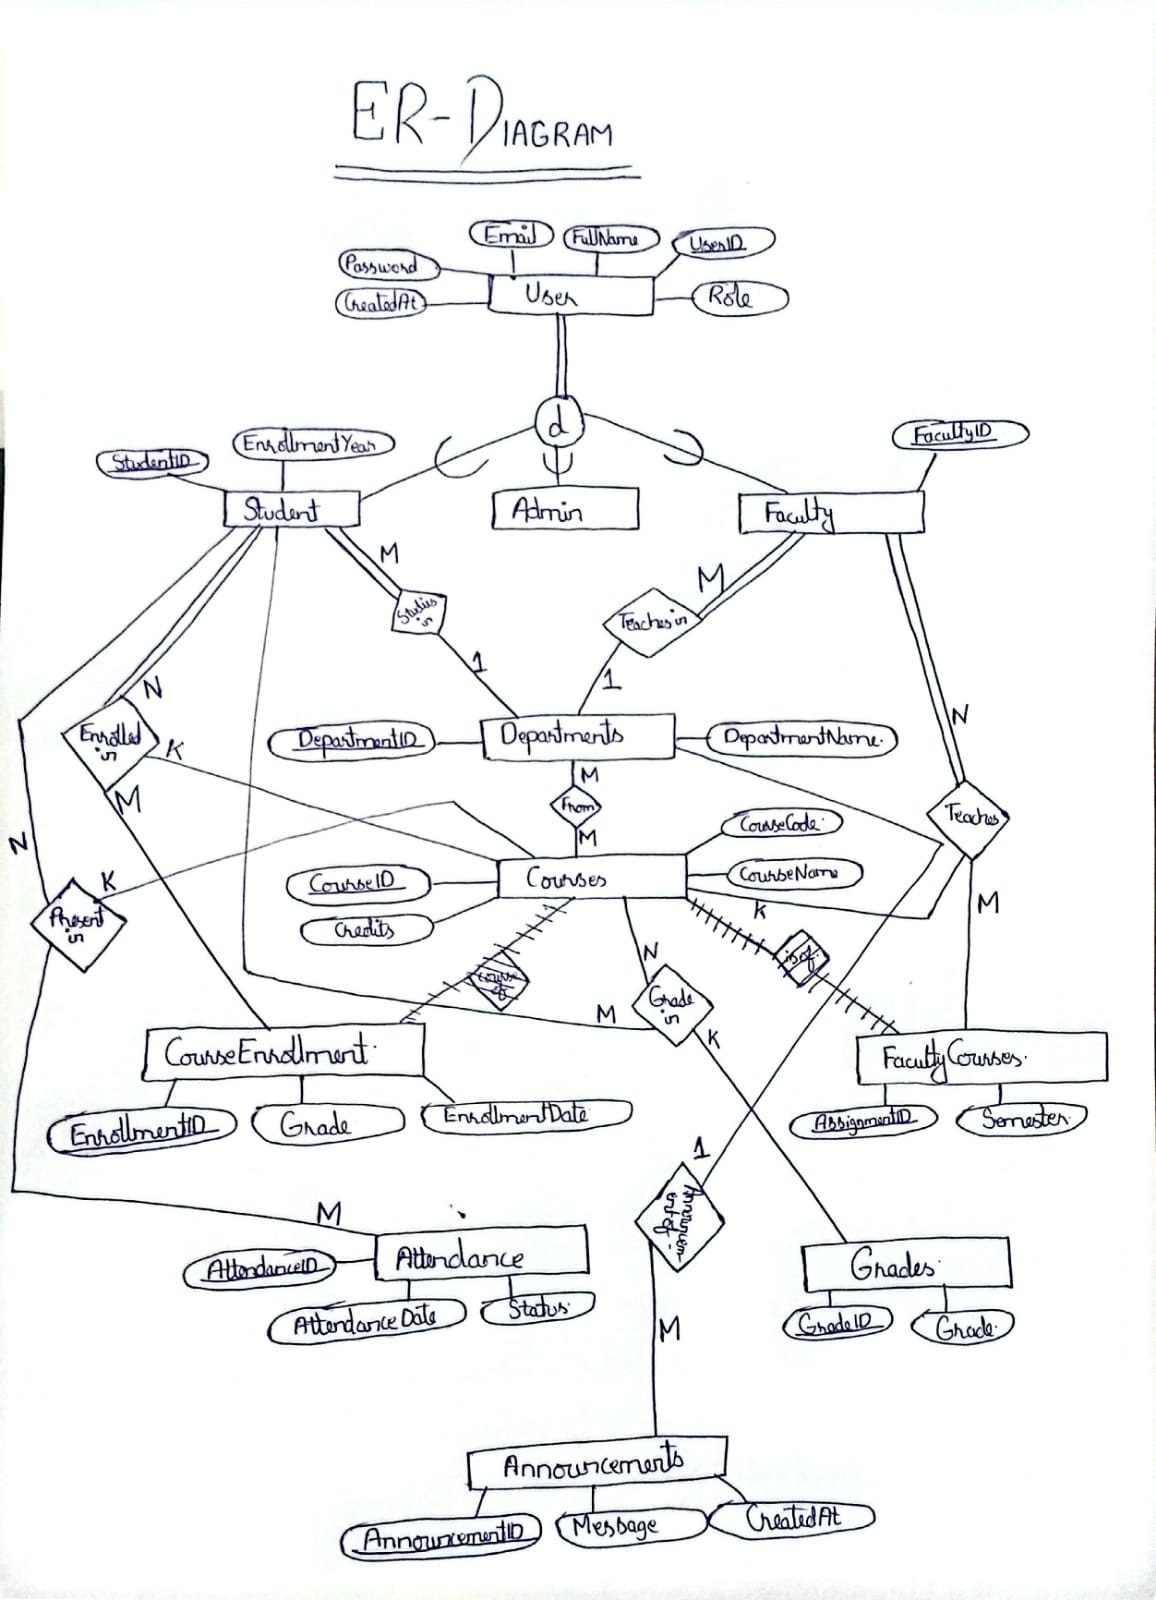 ER-DIAGRAM
Email
FullName
UserID
Password
CreatedAt
User
Role
d
StudentID
EnrollmentYear
FacultyID
Student
Admin
Faculty
M
M
Studies
in
Teaches in
1
1
N
N
Enrolled
in
K
DepartmentID
Departments
DepartmentName
M
M
From
M
Teaches
CourseCode
N
K
CourseID
Courses
CourseName
K
M
Present
in
Credits
N
is of
course
of
Grade
in
M
K
CourseEnrollment
FacultyCourses
EnrollmentID
Grade
EnrollmentDate
AssignmentID
Semester
1
Announcem-
ent of
M
AttendanceID
Attendance
Grades
AttendanceDate
Status
GradeID
Grade
M
Announcements
AnnouncementID
Message
CreatedAt